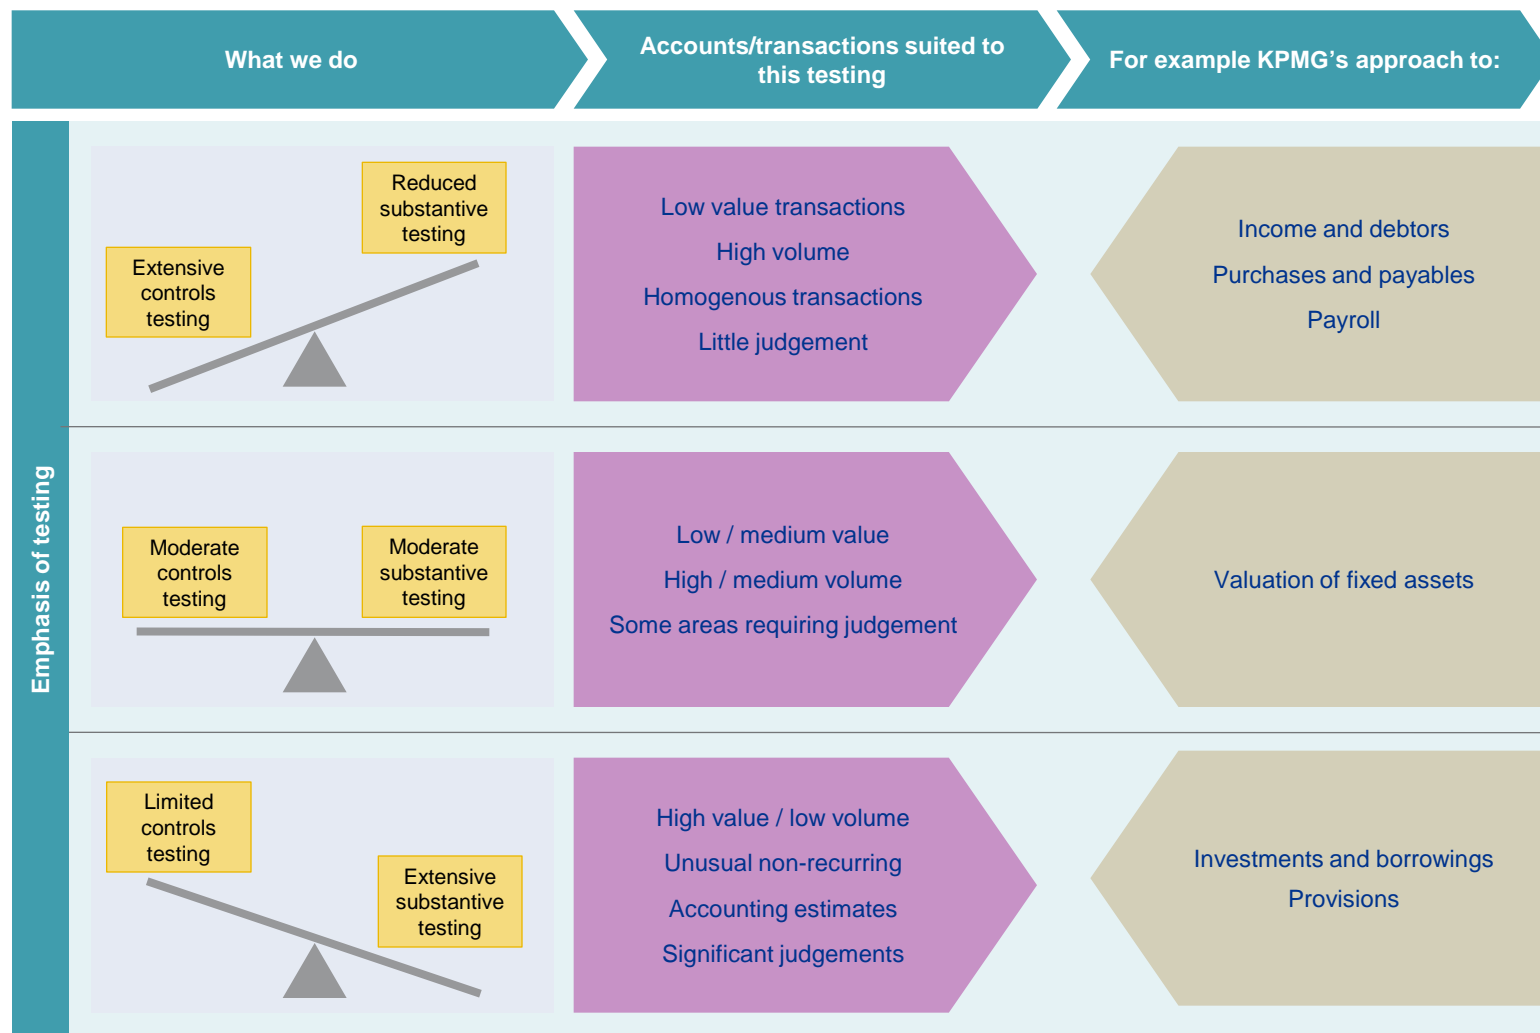 What we do
Accounts/transactions suited to
this testing
For example KPMG's approach to:
Emphasis of testing
Extensive
controls
testing
Reduced
substantive
testing
Low value transactions
High volume
Homogenous transactions
Little judgement
Income and debtors
Purchases and payables
Payroll
Moderate
controls
testing
Moderate
substantive
testing
Low / medium value
High / medium volume
Some areas requiring judgement
Valuation of fixed assets
Limited
controls
testing
Extensive
substantive
testing
High value / low volume
Unusual non-recurring
Accounting estimates
Significant judgements
Investments and borrowings
Provisions